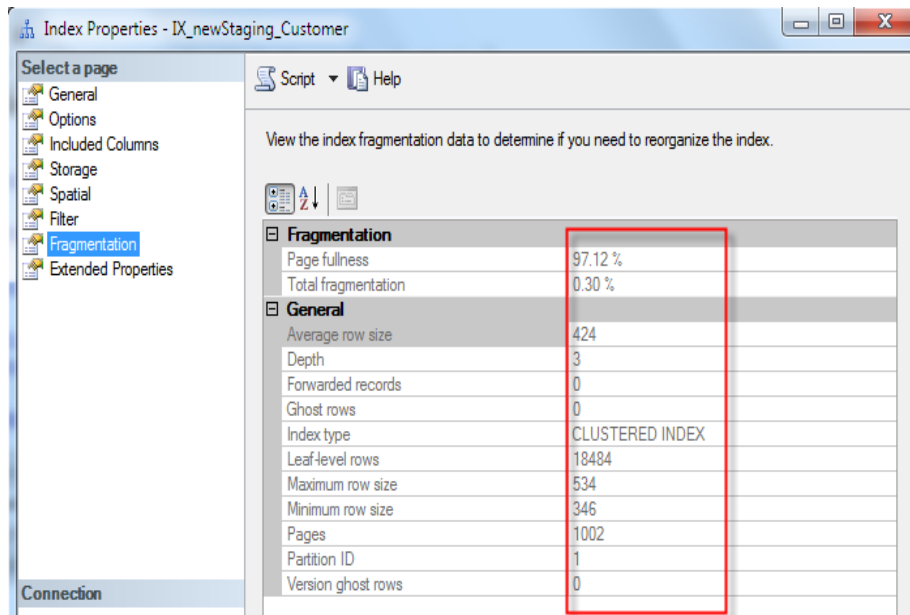 Index Properties - IX_newStaging_Customer
Select a page
General
Options
Included Columns
Storage
Spatial
Filter
Fragmentation
Extended Properties
Connection
Script Help
View the index fragmentation data to determine if you need to reorganize the index.
Fragmentation
Page fullness 97.12 %
Total fragmentation 0.30 %
General
Average row size 424
Depth 3
Forwarded records 0
Ghost rows 0
Index type CLUSTERED INDEX
Leaf-level rows 18484
Maximum row size 534
Minimum row size 346
Pages 1002
Partition ID 1
Version ghost rows 0